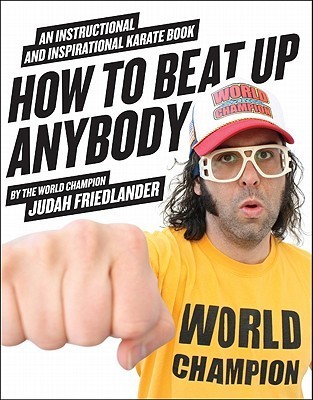 AN INSTRUCTIONAL
AND INSPIRATIONAL KARATE BOOK
HOW TO BEAT UP
ANYBODY
BY THE WORLD CHAMPION
JUDAH FRIEDLANDER
WORLD
CHAMPION
WORLD
CHAMPION